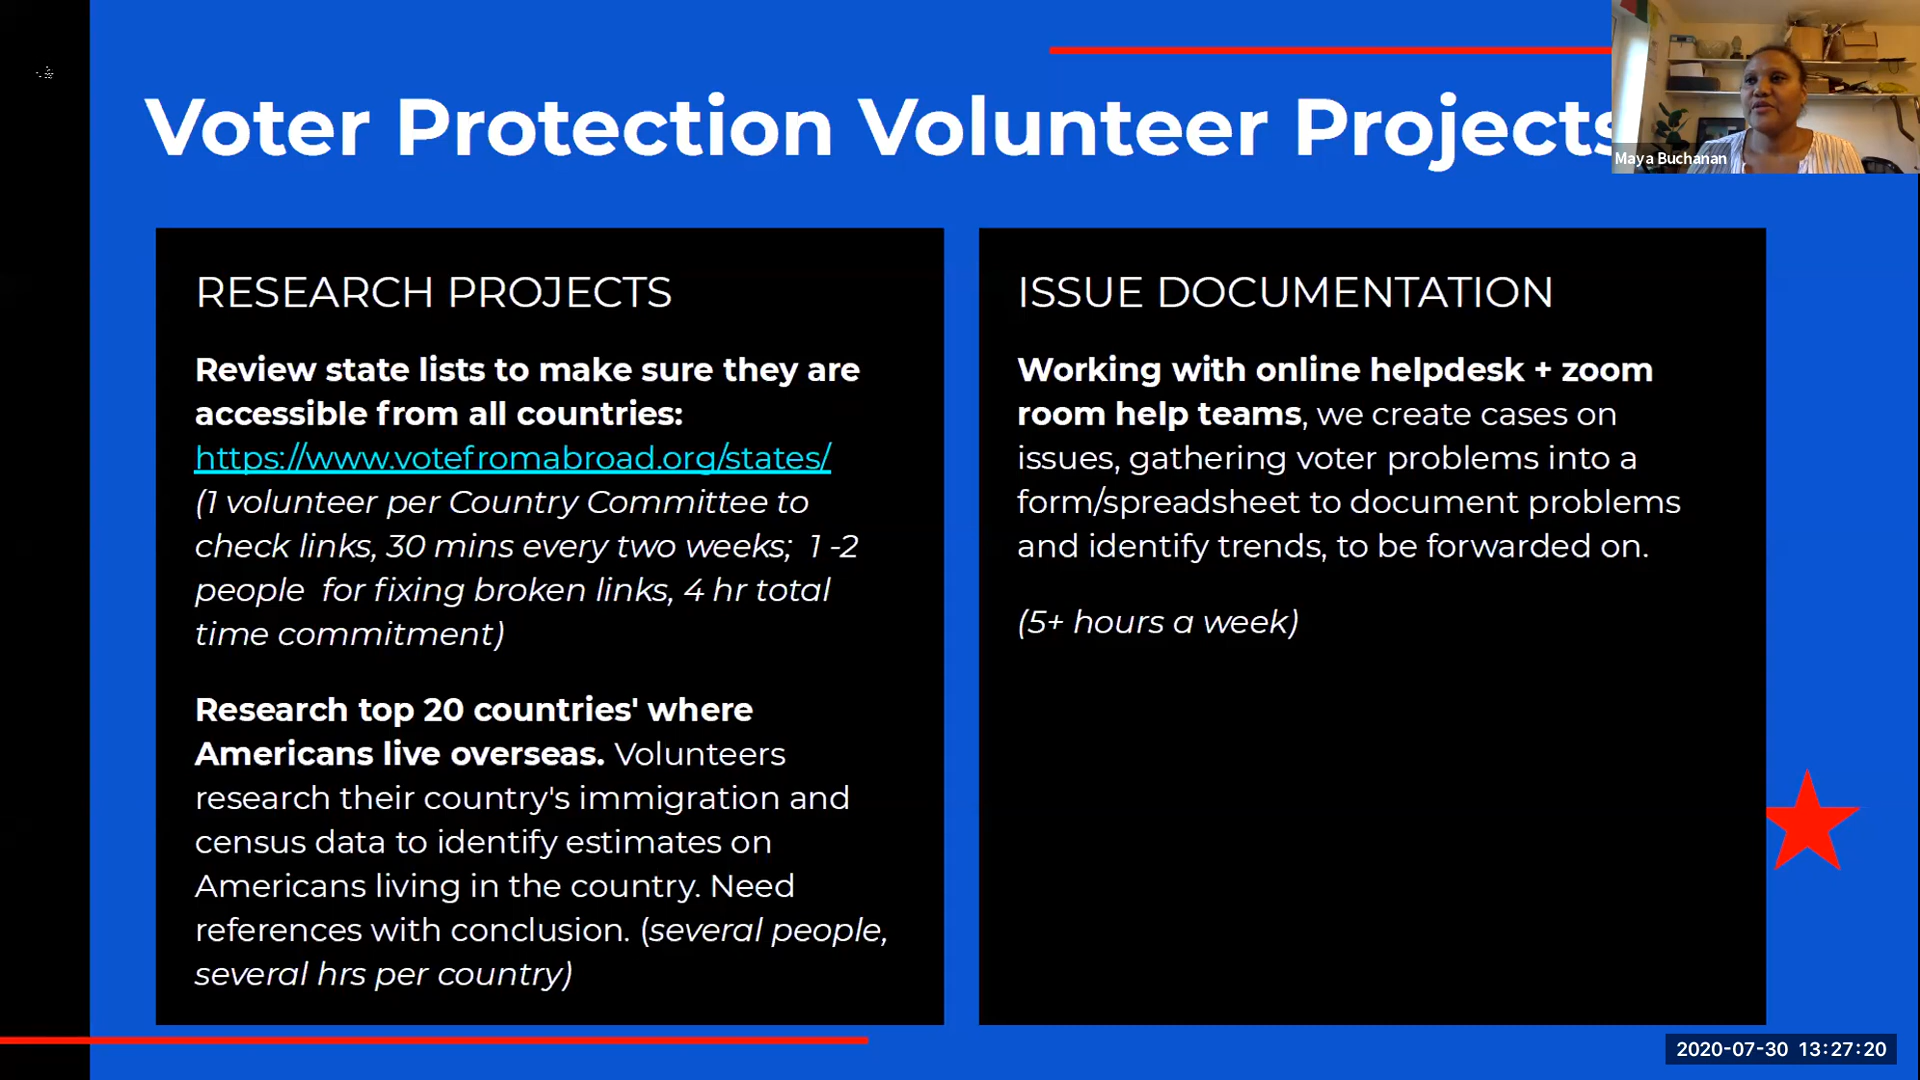 Voter Protection Volunteer Projects
Maya Buchanan
RESEARCH PROJECTS
Review state lists to make sure they are
accessible from all countries:
https://www.votefromabroad.org/states/
(1 volunteer per Country Committee to
check links, 30 mins every two weeks;  1 -2
people  for fixing broken links, 4 hr total
time commitment)
Research top 20 countries' where
Americans live overseas. Volunteers
research their country's immigration and
census data to identify estimates on
Americans living in the country. Need
references with conclusion. (several people,
several hrs per country)
ISSUE DOCUMENTATION
Working with online helpdesk + zoom
room help teams, we create cases on
issues, gathering voter problems into a
form/spreadsheet to document problems
and identify trends, to be forwarded on.
(5+ hours a week)
2020-07-30 13:27:20